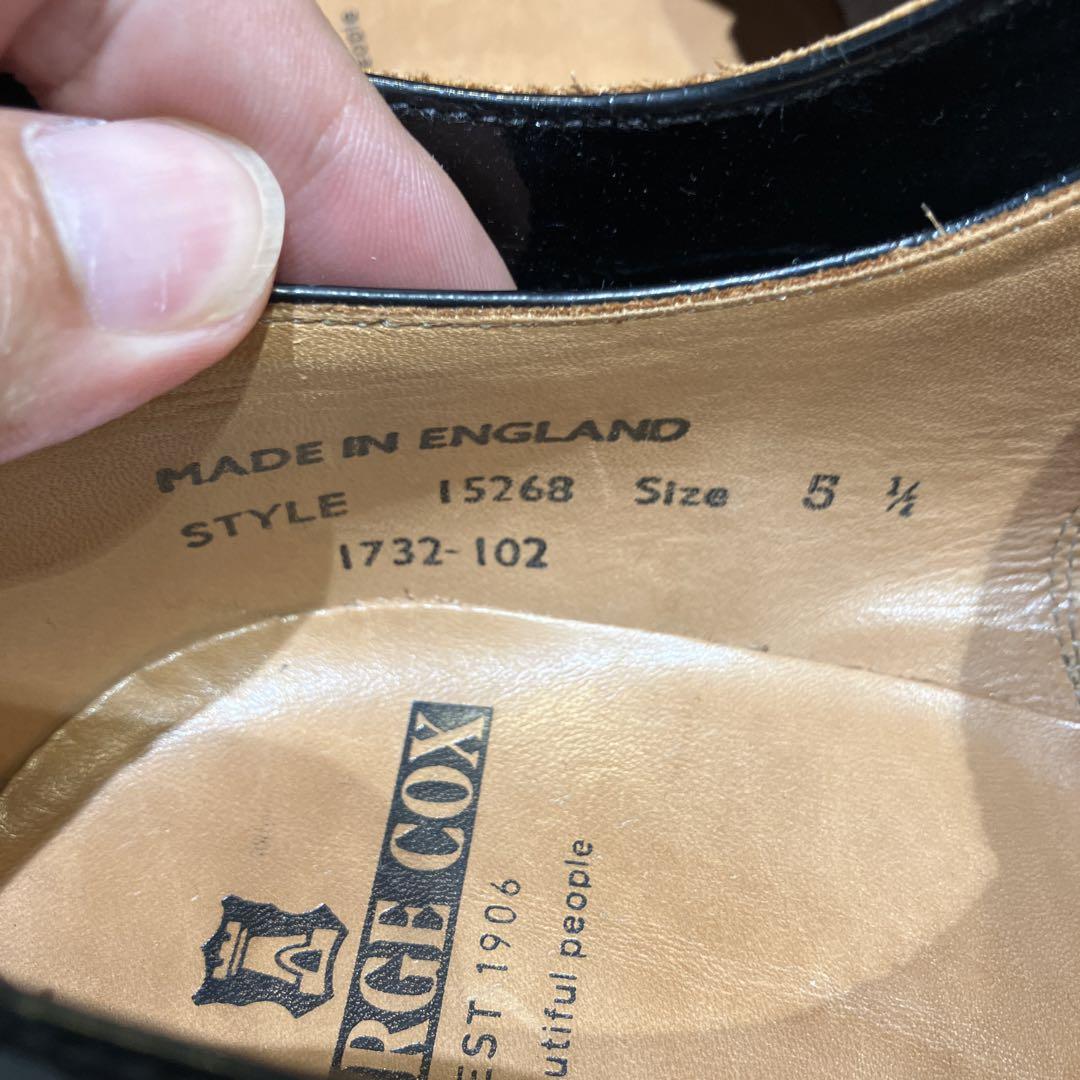 MADE IN ENGLAND
STYLE 15268 Size 5 ½
1732-102
RGE COX
EST 1906
utiful people